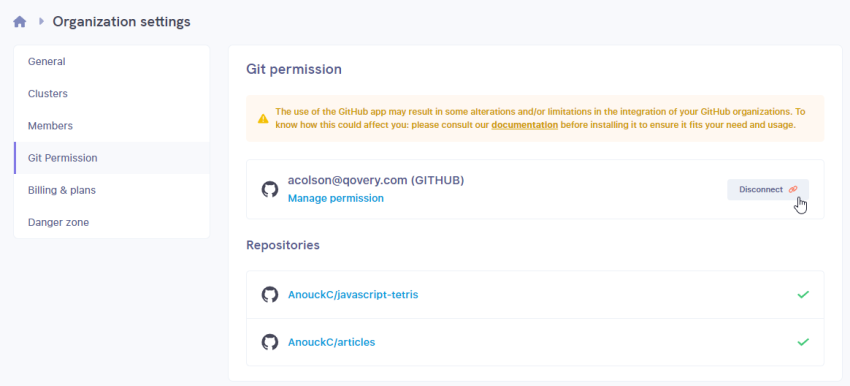 Organization settings
General
Clusters
Members
Git Permission
Billing & plans
Danger zone
Git permission
The use of the GitHub app may result in some alterations and/or limitations in the integration of your GitHub organizations. To
know how this could affect you: please consult our documentation before installing it to ensure it fits your need and usage.
acolson@qovery.com (GITHUB)
Manage permission
Disconnect
Repositories
AnouckC/javascript-tetris
AnouckC/articles